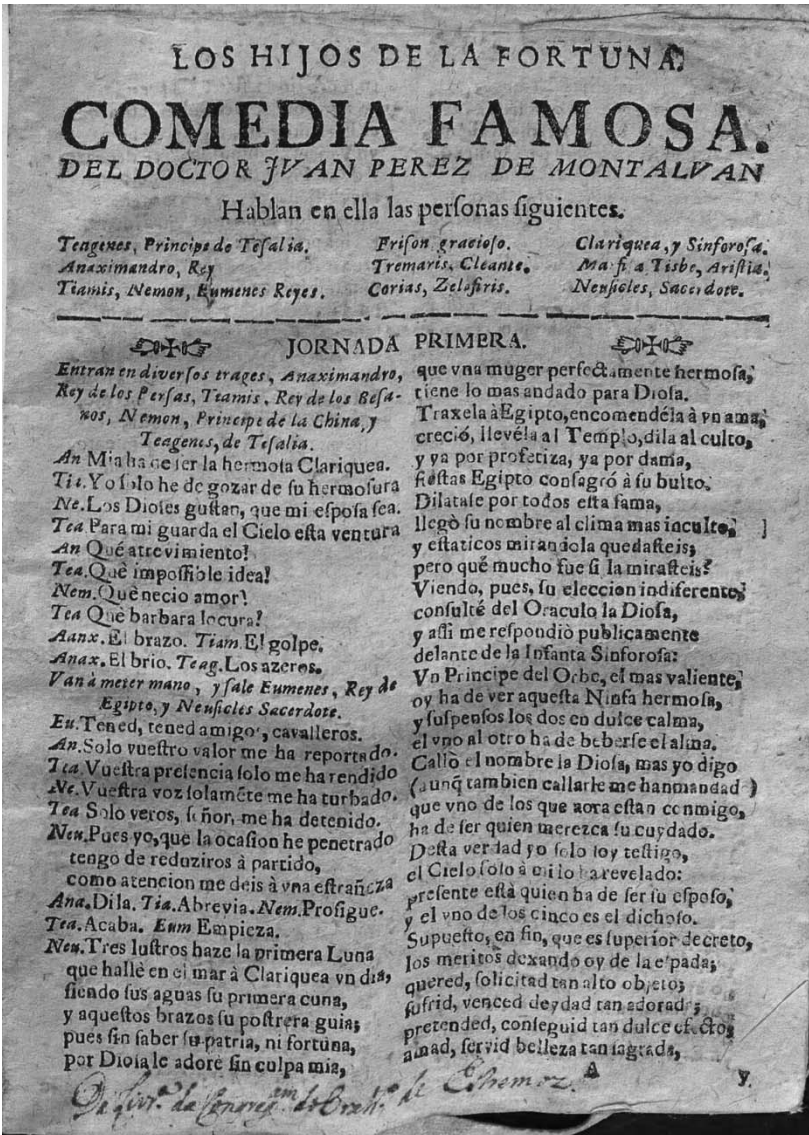 LOS HIJOS DE LA FORTUNA.
COMEDIA FAMOSA.
DEL DOCTOR JVAN PEREZ DE MONTALVAN
Hablan en ella las perſonas ſiguientes.
Teagenes, Principe de Teſalia.
Anaximandro, Rey
Tiamis, Nemon, Eumenes Reyes.
Friſon gracioſo.
Tremaris, Cleante.
Corias, Zelofiris.
Clariquea, y Sinforoſa.
Tisbe, Ariſtia.
Neuſicles, Sacerdote.
JORNADA PRIMERA.
Entran en diverſos trages, Anaximandro,
Rey de los Perſas, Tiamis, Rey de los Beſa-
nos, Nemon, Principe de la China, y
Teagenes, de Teſalia.
An Mia ha de ſer la hermoſa Clariquea.
Tia. Yo ſolo he de gozar de ſu hermoſura
Ne. Los Dioſes guſtan, que mi eſpoſa ſea.
Tea Para mi guarda el Cielo eſta ventura
An Què atrevimiento!
Tea. Què impoſſible idea!
Nem. Què necio amor!
Tea Què barbara locura!
Aanx. El brazo. Tiam. El golpe.
Anax. El brio. Teag. Los azeros.
Van à meter mano, y ſale Eumenes, Rey de
Egipto, y Neuſicles Sacerdote.
Eu. Tened, tened amigos, cavalleros.
An. Solo vueſtro valor me ha reportado.
Tea. Vueſtra preſencia ſolo me ha rendido
Ne. Vueſtra voz ſolamẽte me ha turbado.
Tea Solo veros, ſeñor, me ha detenido.
Neu. Pues yo, que la ocaſion he penetrado
tengo de reduziros à partido,
como atencion me deis à vna eſtrañeza
Ana. Dila. Tia. Abrevia. Nem. Proſigue.
Tea. Acaba. Eum Empieza.
Neu. Tres luſtros haze la primera Luna
que hallè en el mar à Clariquea vn dia,
ſiendo ſus aguas ſu primera cuna,
y aqueſtos brazos ſu poſtrera guia;
pues ſin ſaber ſu patria, ni fortuna,
por Dioſa le adorè ſin culpa mia,
que vna muger perfectamente hermoſa,
tiene lo mas andado para Dioſa.
Traxela à Egipto, encomendéla à vn ama,
creció, llevéla al Templo, dila al culto,
y ya por profetiza, ya por dama,
fieſtas Egipto conſagró à ſu bulto.
Dilataſe por todos eſta fama,
llegò ſu nombre al clima mas inculto,
y eſtaticos mirandola quedaſteis;
pero qué mucho fue ſi la miraſteis?
Viendo, pues, ſu eleccion indiferente,
conſulté del Oraculo la Dioſa,
y aſſi me reſpondiò publicamente
delante de la Infanta Sinforoſa:
Vn Principe del Orbe, el mas valiente,
oy ha de ver aqueſta Ninfa hermoſa,
y ſuſpenſos los dos en dulce calma,
el vno al otro ha de beberſe el alma.
Callò el nombre la Dioſa, mas yo digo
(aunq̃ tambien callarle me han mandad)
que vno de los que aora eſtan conmigo,
ha de ſer quien merezca ſu cuydado.
Deſta verdad yo ſolo ſoy teſtigo,
el Cielo ſolo à mi lo ha revelado:
preſente eſtà quien ha de ſer ſu eſpoſo,
y el vno de los cinco es el dichoſo.
Supueſto, en fin, que es ſuperior decreto,
los meritos dexando oy de la eſpada;
quered, ſolicitad tan alto objeto;
ſufrid, venced deydad tan adorada;
pretended, conſeguid tan dulce efecto,
amad, ſervid belleza tan ſagrada,
A
y.
da Congregam. do de Eſtremoz.